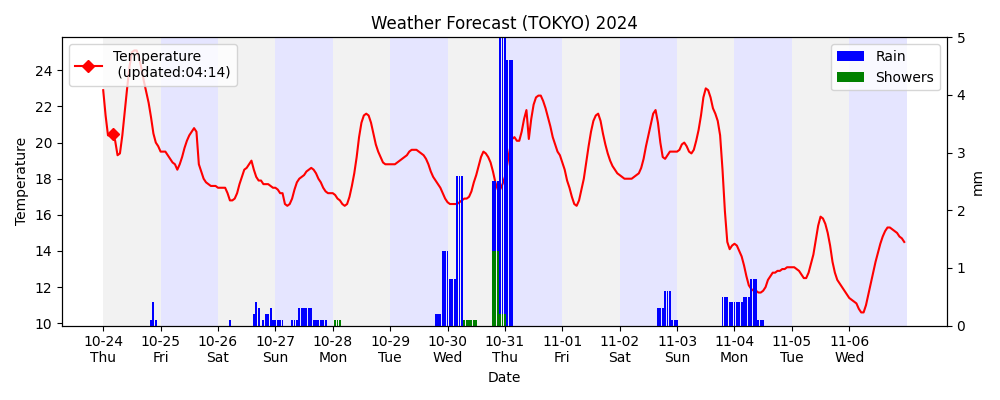 Weather Forecast (TOKYO) 2024
Temperature
(updated:04:14)
Rain
Showers
Temperature
24
22
20
18
16
14
12
10
mm
5
4
3
2
1
0
10-24 10-25 10-26 10-27 10-28 10-29 10-30 10-31 11-01 11-02 11-03 11-04 11-05 11-06
Thu Fri Sat Sun Mon Tue Wed Thu Fri Sat Sun Mon Tue Wed
Date